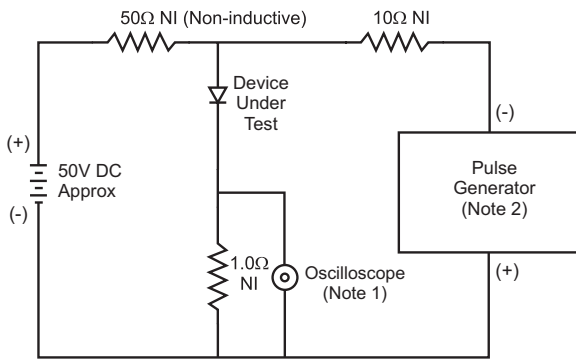 50Ω NI (Non-inductive)
10Ω NI
Device
Under
Test
(+)
50V DC
Approx
(-)
(-)
Pulse
Generator
(Note 2)
(+)
1.0Ω
NI
Oscilloscope
(Note 1)